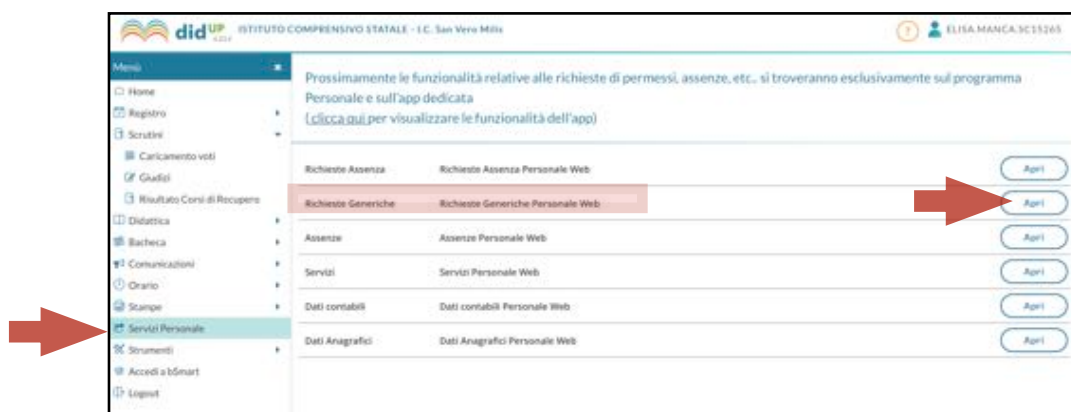 didUP ISTITUTO COMPRENSIVO STATALE - I.C. San Vero Milis
? ELISA.MANCA.SC15265
Menù
Home
Registro
Scrutini
Caricamento voti
Giudizi
Risultato Corsi di Recupero
Didattica
Bacheca
Comunicazioni
Orario
Stampe
Servizi Personale
Strumenti
Accedi a bSmart
Logout
Prossimamente le funzionalità relative alle richieste di permessi, assenze, etc.. si troveranno esclusivamente sul programma
Personale e sull'app dedicata
( clicca qui per visualizzare le funzionalità dell'app)
Richieste Assenza Richieste Assenza Personale Web Apri
Richieste Generiche Richieste Generiche Personale Web Apri
Assenze Assenze Personale Web Apri
Servizi Servizi Personale Web Apri
Dati contabili Dati contabili Personale Web Apri
Dati Anagrafici Dati Anagrafici Personale Web Apri